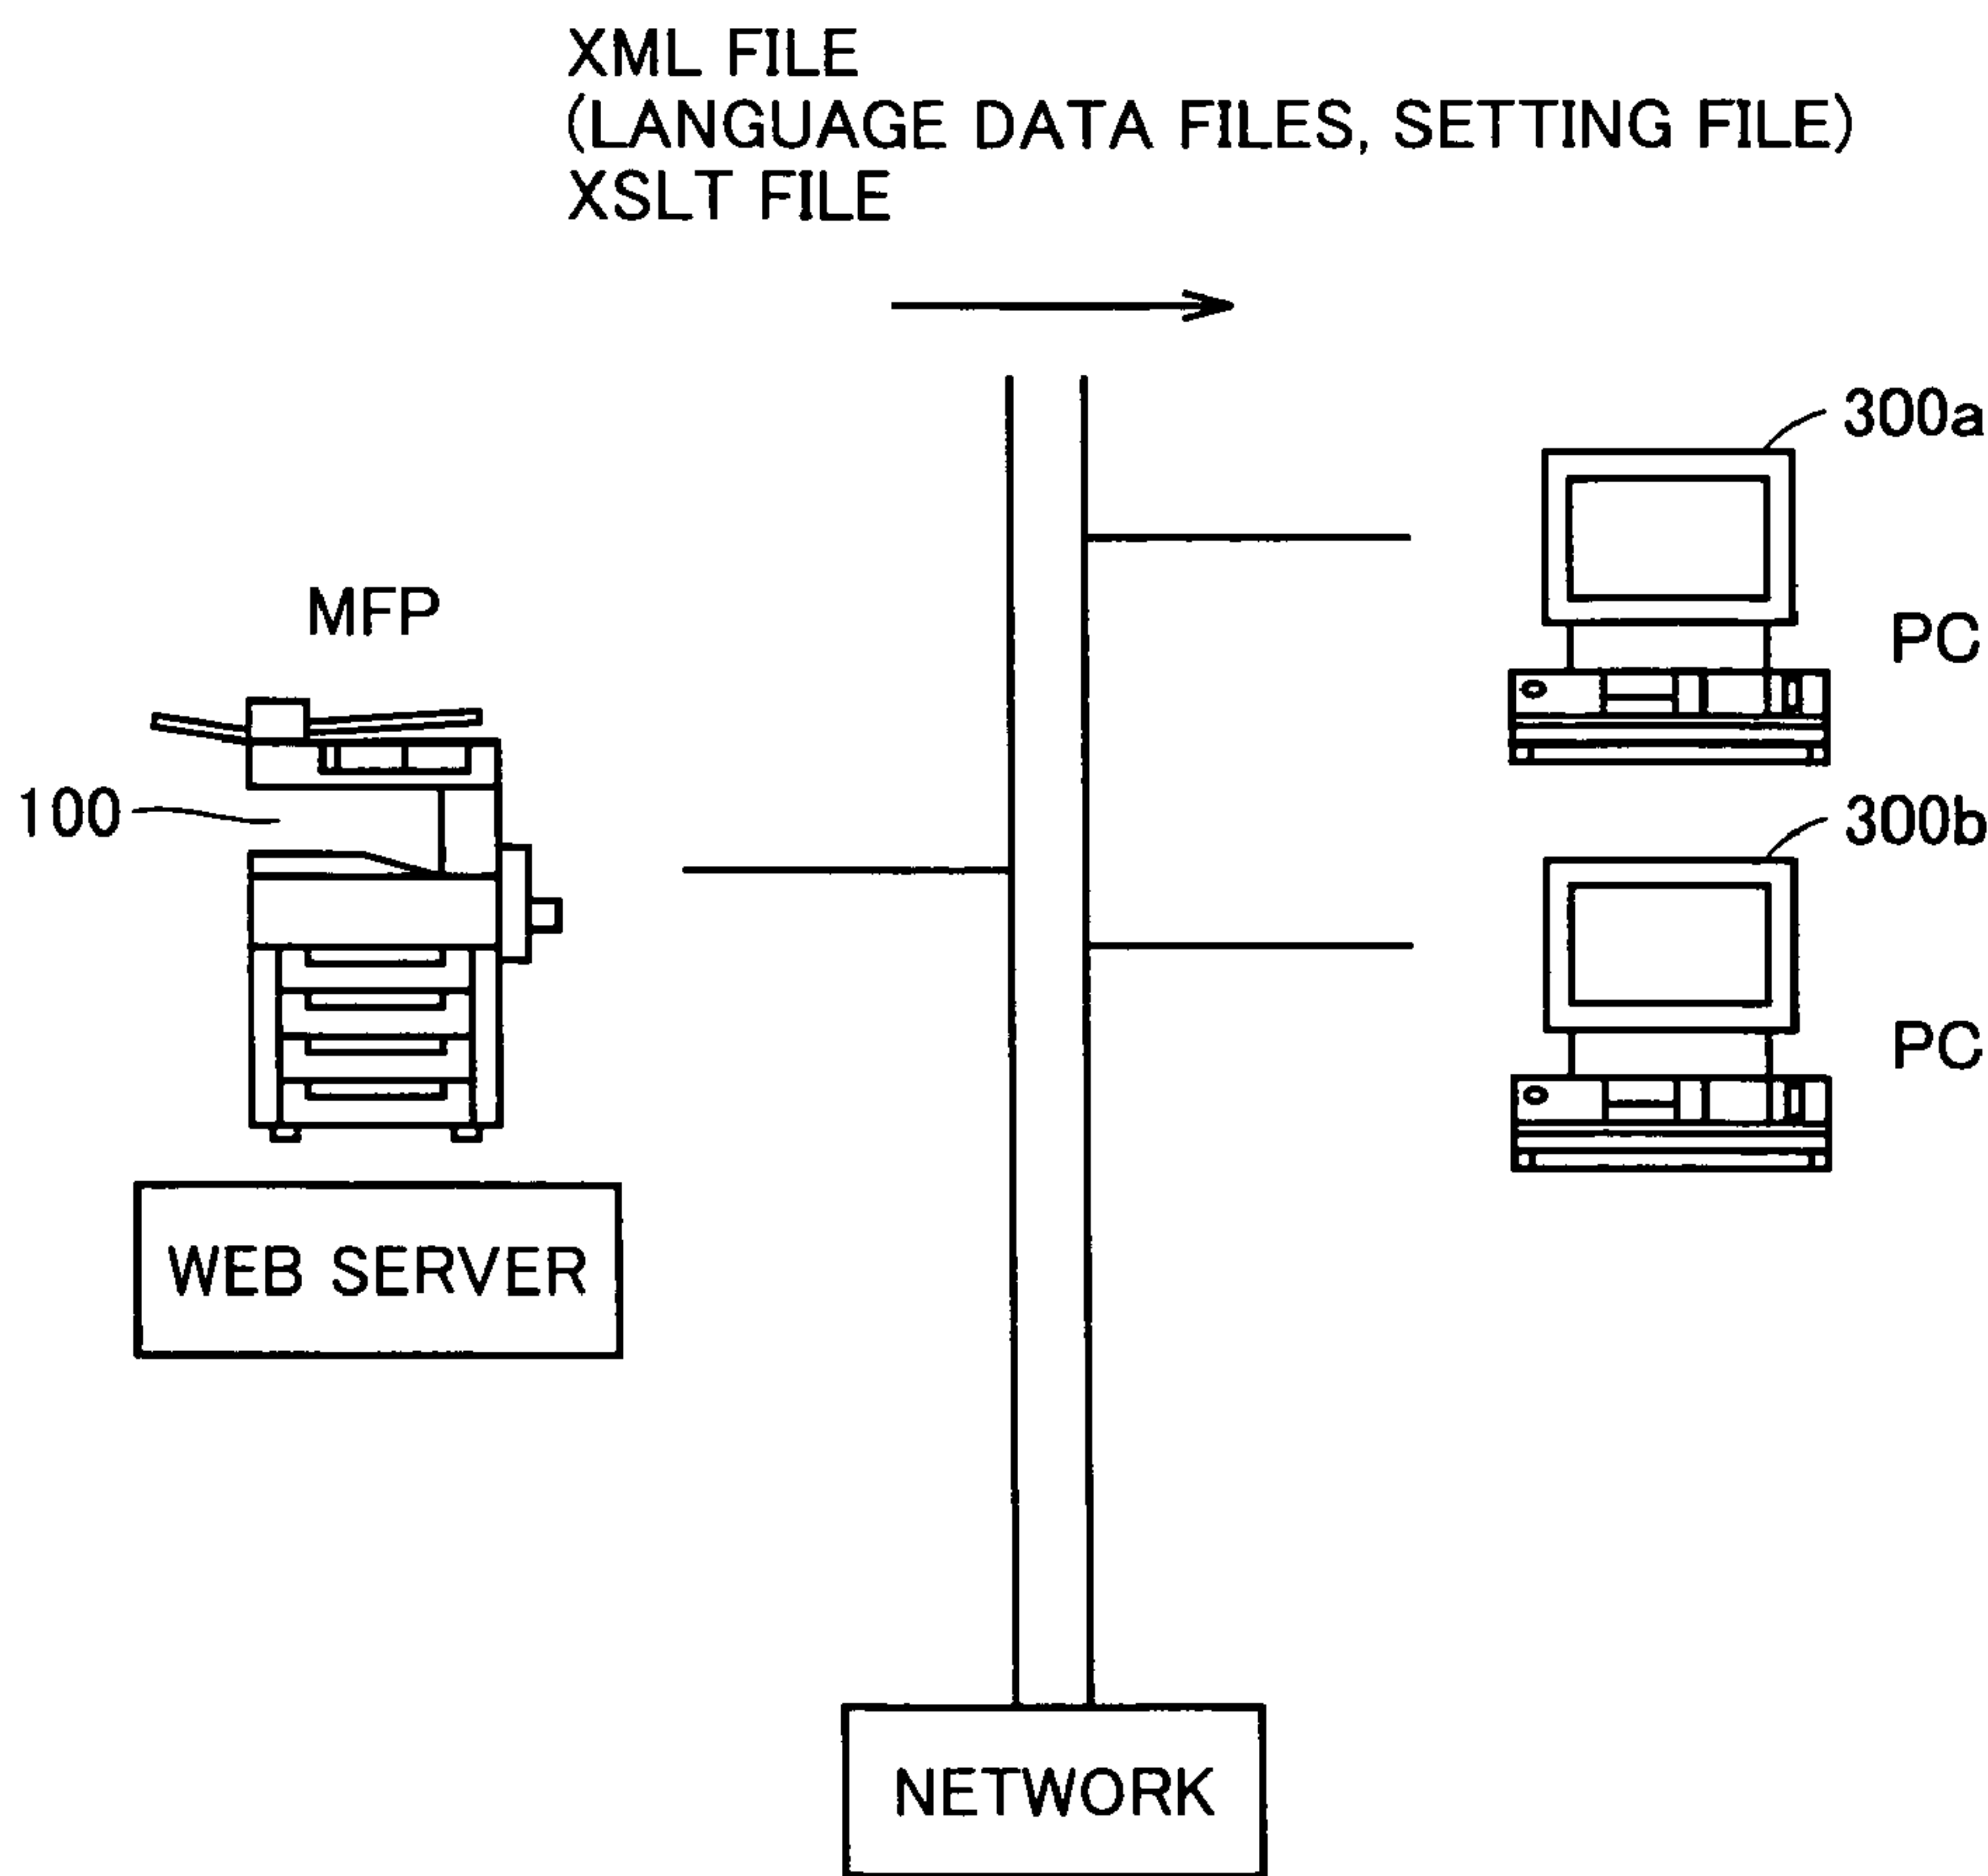 XML FILE
(LANGUAGE DATA FILES, SETTING FILE)
XSLT FILE
300a
MFP
PC
100
300b
PC
WEB SERVER
NETWORK